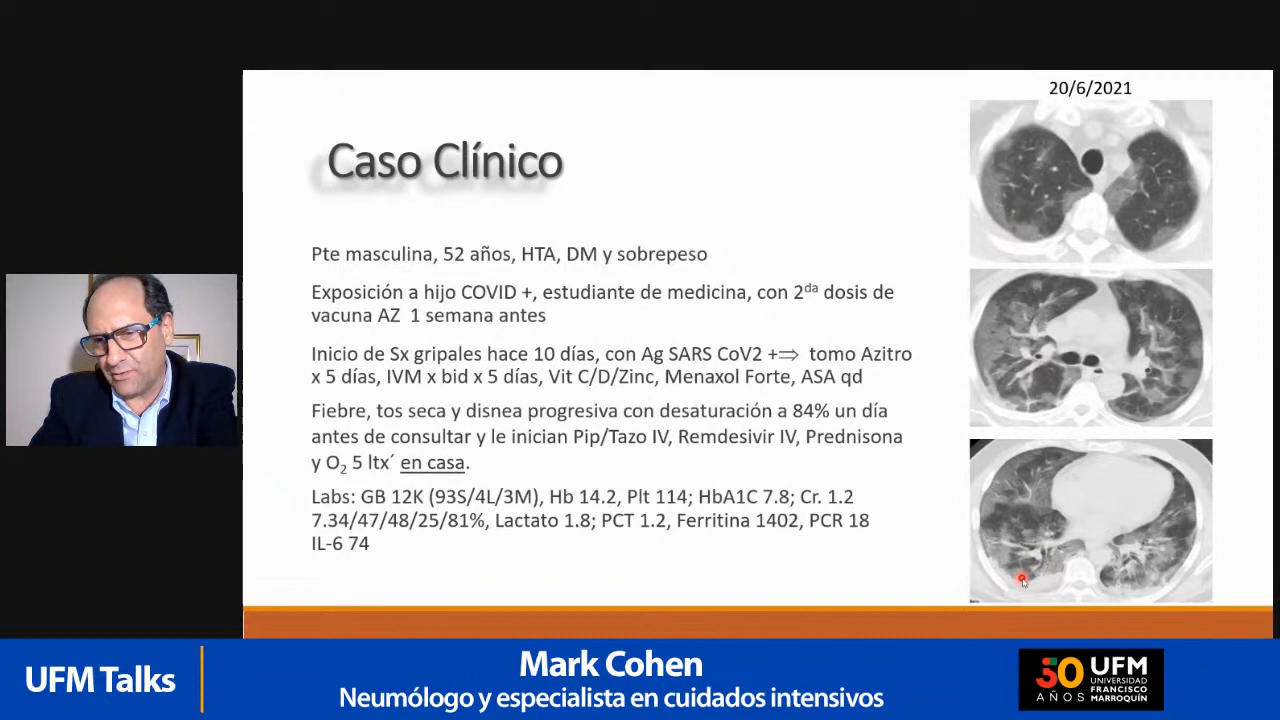 20/6/2021
Caso Clínico
Pte masculina, 52 años, HTA, DM y sobrepeso
Exposición a hijo COVID +, estudiante de medicina, con 2da dosis de
vacuna AZ 1 semana antes
Inicio de Sx gripales hace 10 días, con Ag SARS CoV2 +⇒ tomo Azitro
x 5 días, IVM x bid x 5 días, Vit C/D/Zinc, Menaxol Forte, ASA qd
Fiebre, tos seca y disnea progresiva con desaturación a 84% un día
antes de consultar y le inician Pip/Tazo IV, Remdesivir IV, Prednisona
y O2 5 ltx´ en casa.
Labs: GB 12K (93S/4L/3M), Hb 14.2, Plt 114; HbA1C 7.8; Cr. 1.2
7.34/47/48/25/81%, Lactato 1.8; PCT 1.2, Ferritina 1402, PCR 18
IL-6 74
UFM Talks
Mark Cohen
Neumólogo y especialista en cuidados intensivos
50 AÑOS
UFM
UNIVERSIDAD
FRANCISCO
MARROQUÍN